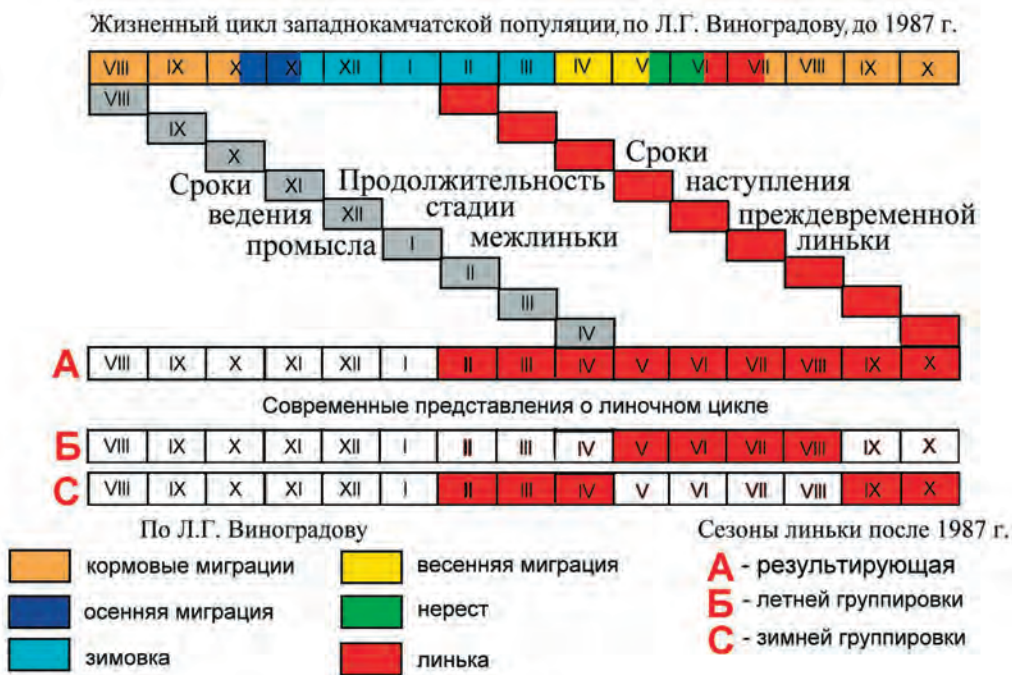 Жизненный цикл западнокамчатской популяции, по Л.Г. Виноградову, до 1987 г.
VIII IX X XI XII I II III IV V VI VII VIII IX X
VIII
IX
X
XI
XII
I
II
III
IV
Сроки
ведения
промысла
Продолжительность
стадии
межлиньки
Сроки
наступления
преждевременной
линьки
А VIII IX X XI XII I II III IV V VI VII VIII IX X
Современные представления о линочном цикле
Б VIII IX X XI XII I II III IV V VI VII VIII IX X
С VIII IX X XI XII I II III IV V VI VII VIII IX X
По Л.Г. Виноградову
кормовые миграции
осенняя миграция
зимовка
весенняя миграция
нерест
линька
Сезоны линьки после 1987 г.
А - результирующая
Б - летней группировки
С - зимней группировки